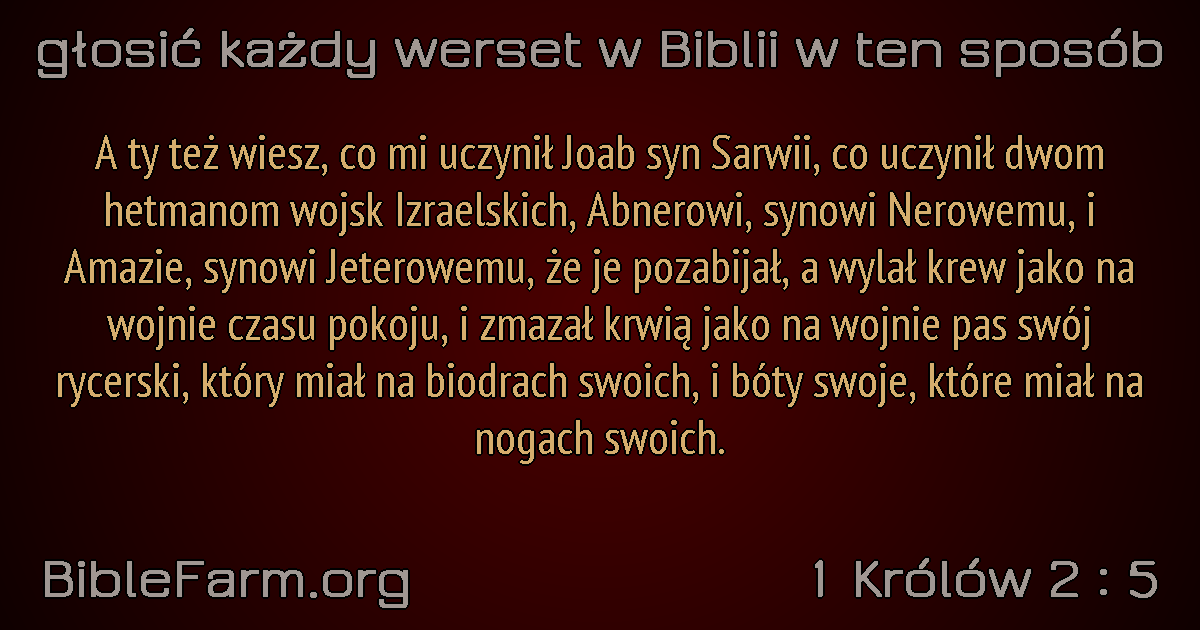 głosić każdy werset w Biblii w ten sposób
A ty też wiesz, co mi uczynił Joab syn Sarwii, co uczynił dwom
hetmanom wojsk Izraelskich, Abnerowi, synowi Nerowemu, i
Amazie, synowi Jeterowemu, że je pozabijał, a wylał krew jako na
wojnie czasu pokoju, i zmazał krwią jako na wojnie pas swój
rycerski, który miał na biodrach swoich, i bóty swoje, które miał na
nogach swoich.
BibleFarm.org
1 Królów 2 : 5